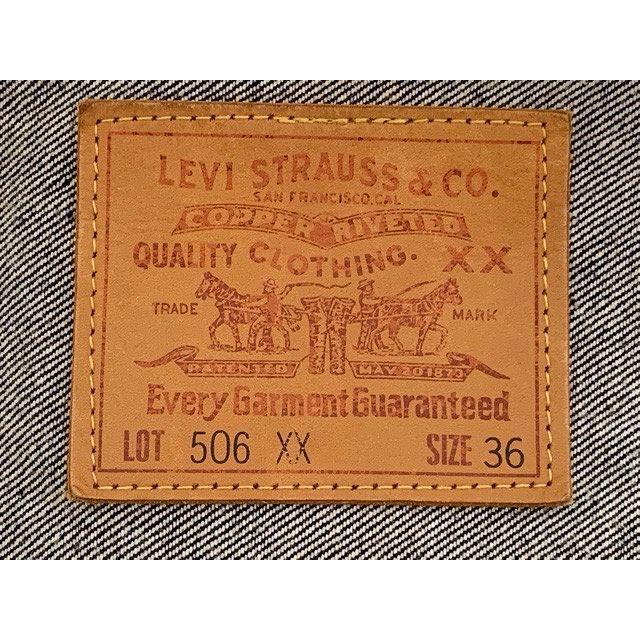 LEVI STRAUSS & CO.
SAN FRANCISCO, CAL
COPPER RIVETED
QUALITY CLOTHING. XX
TRADE MARK
PATENTED MAY 20 1873
Every Garment Guaranteed
LOT 506 XX SIZE 36